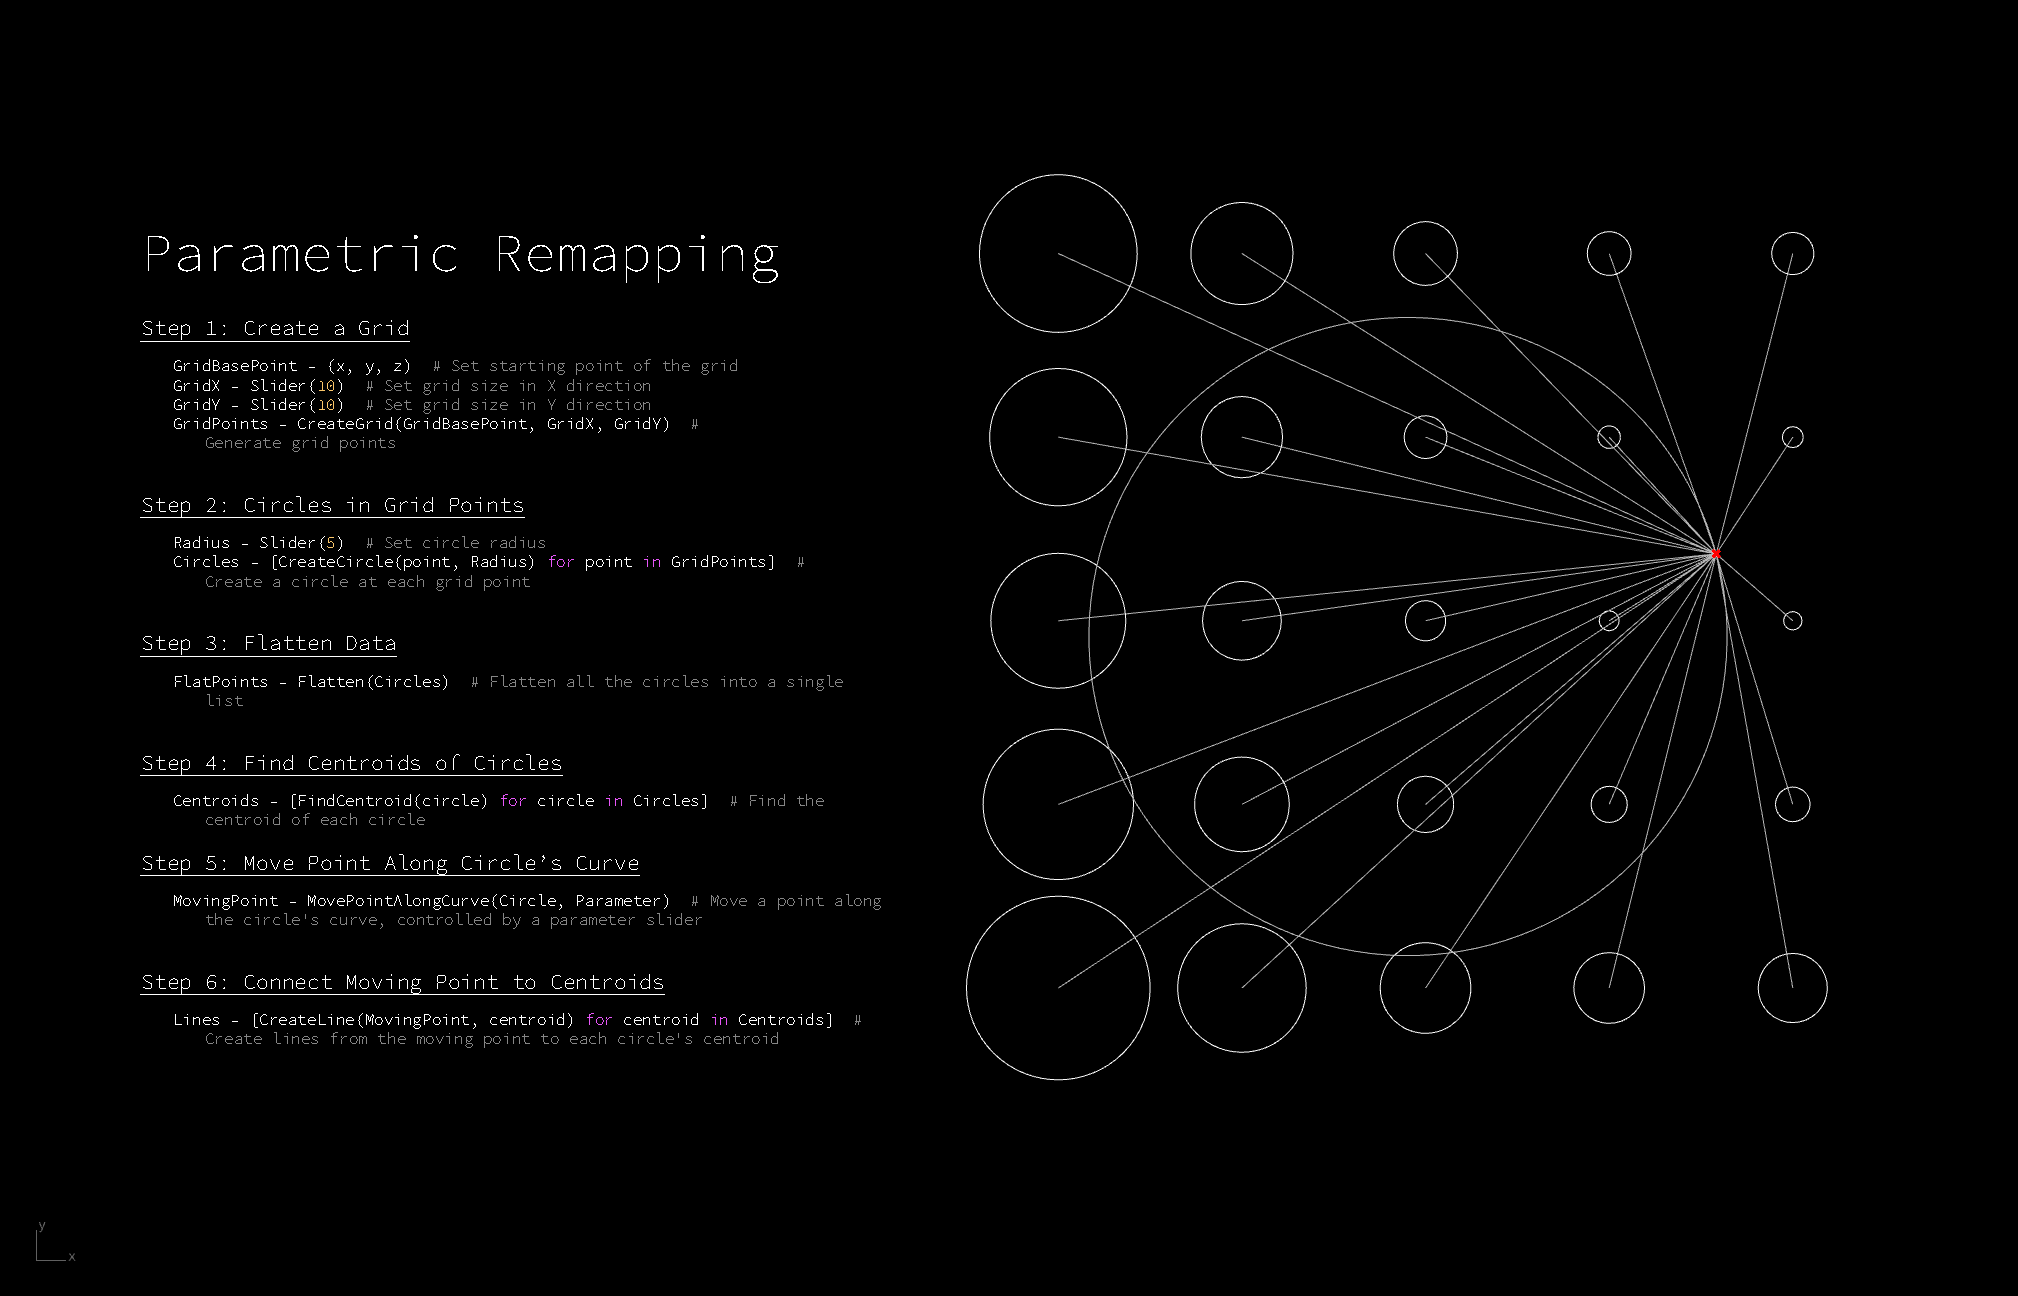 Parametric Remapping
Step 1: Create a Grid
GridBasePoint - (x, y, z) # Set starting point of the grid
GridX - Slider(10) # Set grid size in X direction
GridY - Slider(10) # Set grid size in Y direction
GridPoints - CreateGrid(GridBasePoint, GridX, GridY) #
Generate grid points
Step 2: Circles in Grid Points
Radius - Slider(5) # Set circle radius
Circles - [CreateCircle(point, Radius) for point in GridPoints] #
Create a circle at each grid point
Step 3: Flatten Data
FlatPoints - Flatten(Circles) # Flatten all the circles into a single
list
Step 4: Find Centroids of Circles
Centroids - [FindCentroid(circle) for circle in Circles] # Find the
centroid of each circle
Step 5: Move Point Along Circle’s Curve
MovingPoint - MovePointAlongCurve(Circle, Parameter) # Move a point along
the circle's curve, controlled by a parameter slider
Step 6: Connect Moving Point to Centroids
Lines - [CreateLine(MovingPoint, centroid) for centroid in Centroids] #
Create lines from the moving point to each circle's centroid
y
x